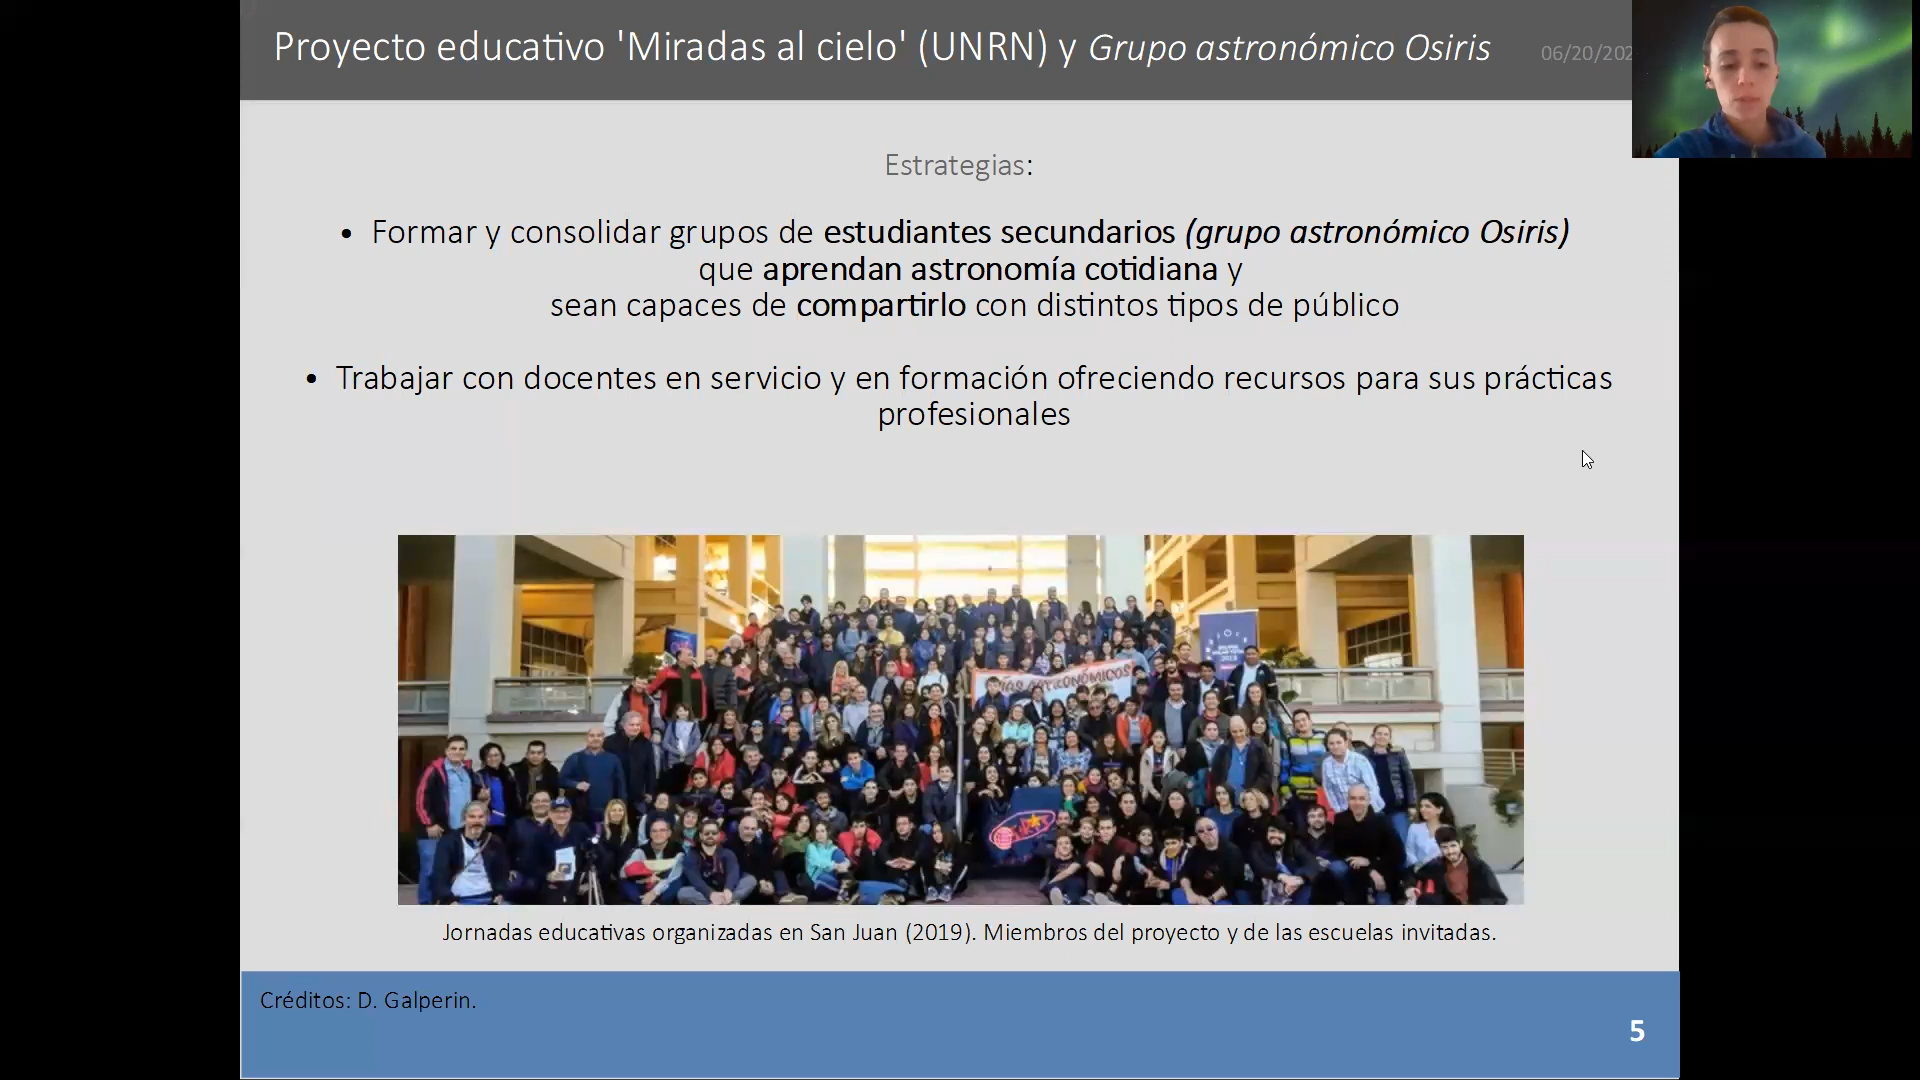 Proyecto educativo 'Miradas al cielo' (UNRN) y Grupo astronómico Osiris
06/20/202
Estrategias:
• Formar y consolidar grupos de estudiantes secundarios (grupo astronómico Osiris)
que aprendan astronomía cotidiana y
sean capaces de compartirlo con distintos tipos de público
• Trabajar con docentes en servicio y en formación ofreciendo recursos para sus prácticas
profesionales
Jornadas educativas organizadas en San Juan (2019). Miembros del proyecto y de las escuelas invitadas.
Créditos: D. Galperin.
5